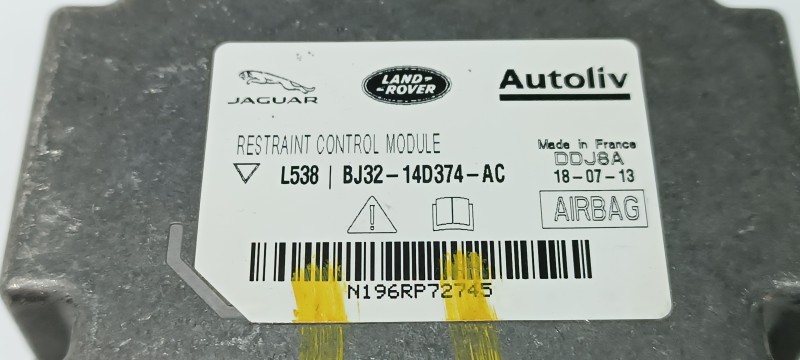 JAGUAR
LAND-
-ROVER
Autoliv
RESTRAINT CONTROL MODULE
L538 | BJ32-14D374-AC
Made in France
DDJ8A
18-07-13
AIRBAG
N196RP72745